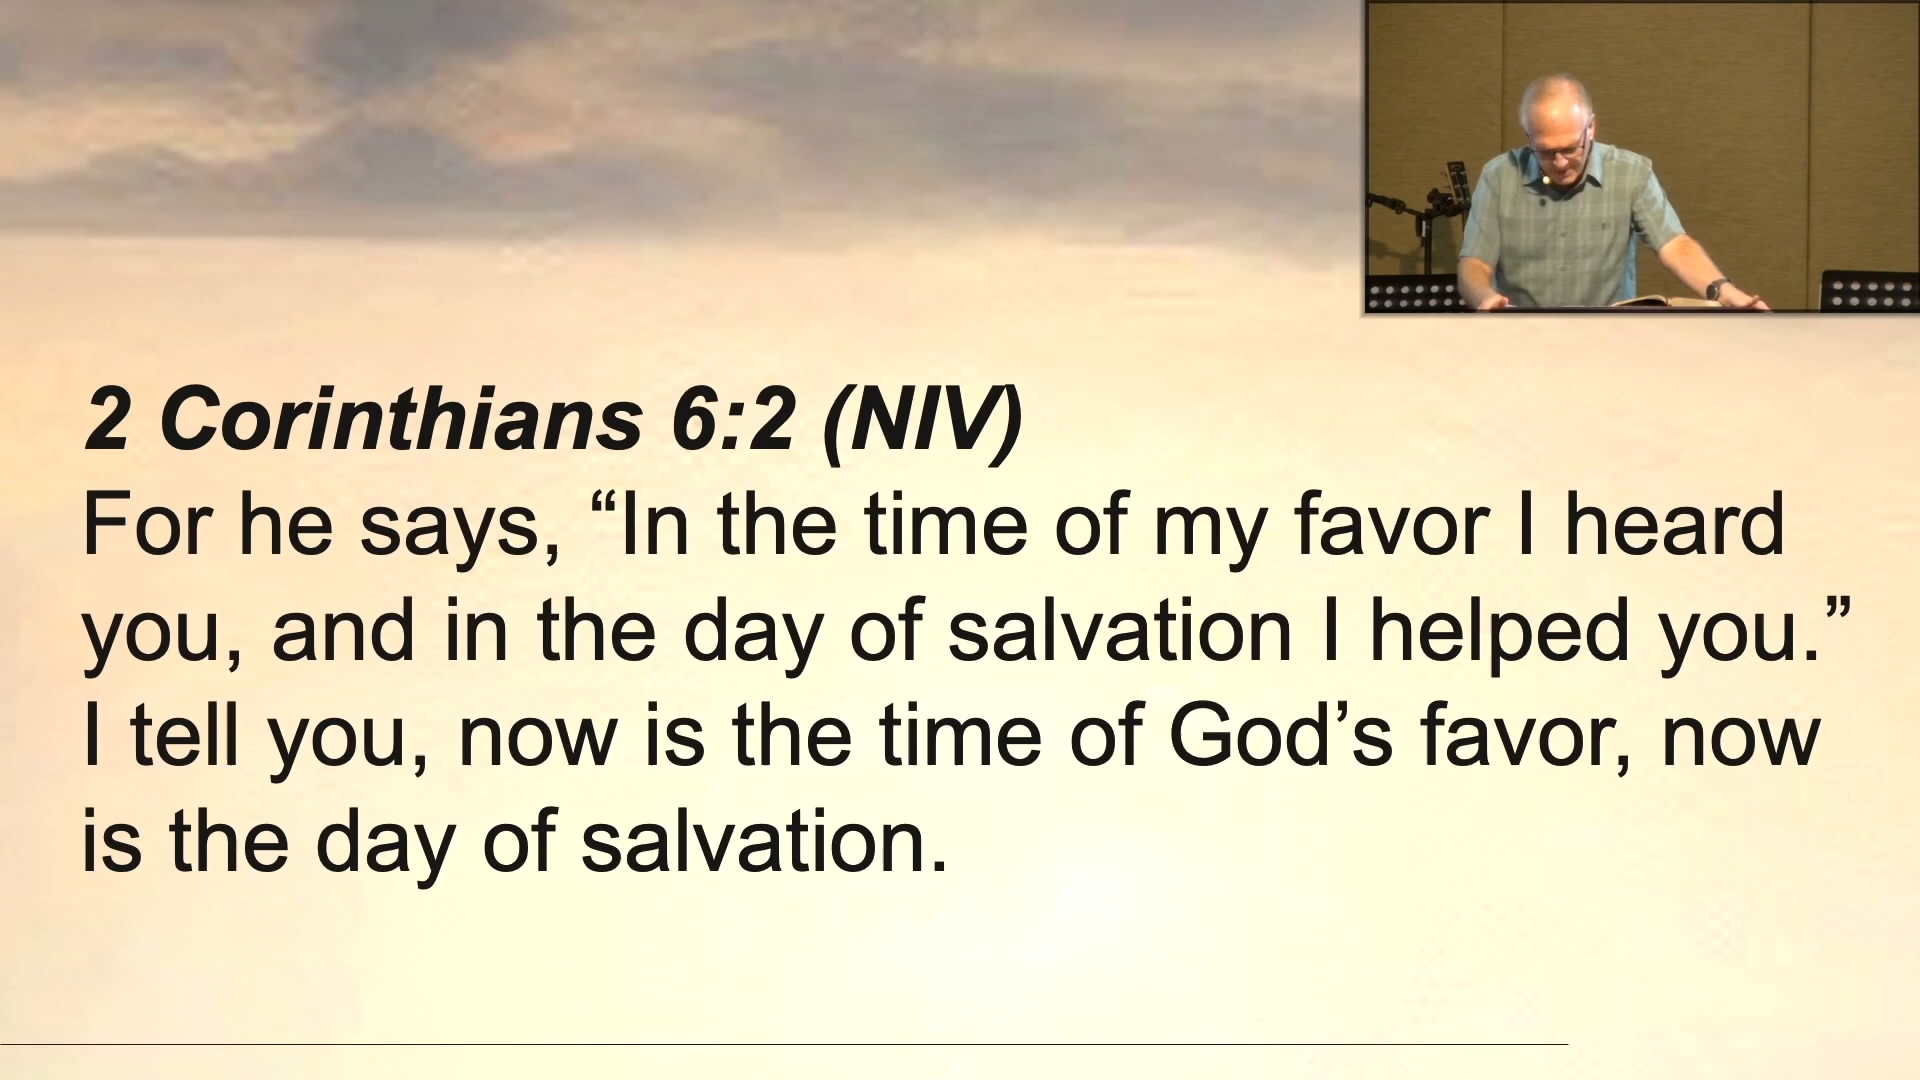 2 Corinthians 6:2 (NIV)
For he says, “In the time of my favor I heard
you, and in the day of salvation I helped you.”
I tell you, now is the time of God’s favor, now
is the day of salvation.